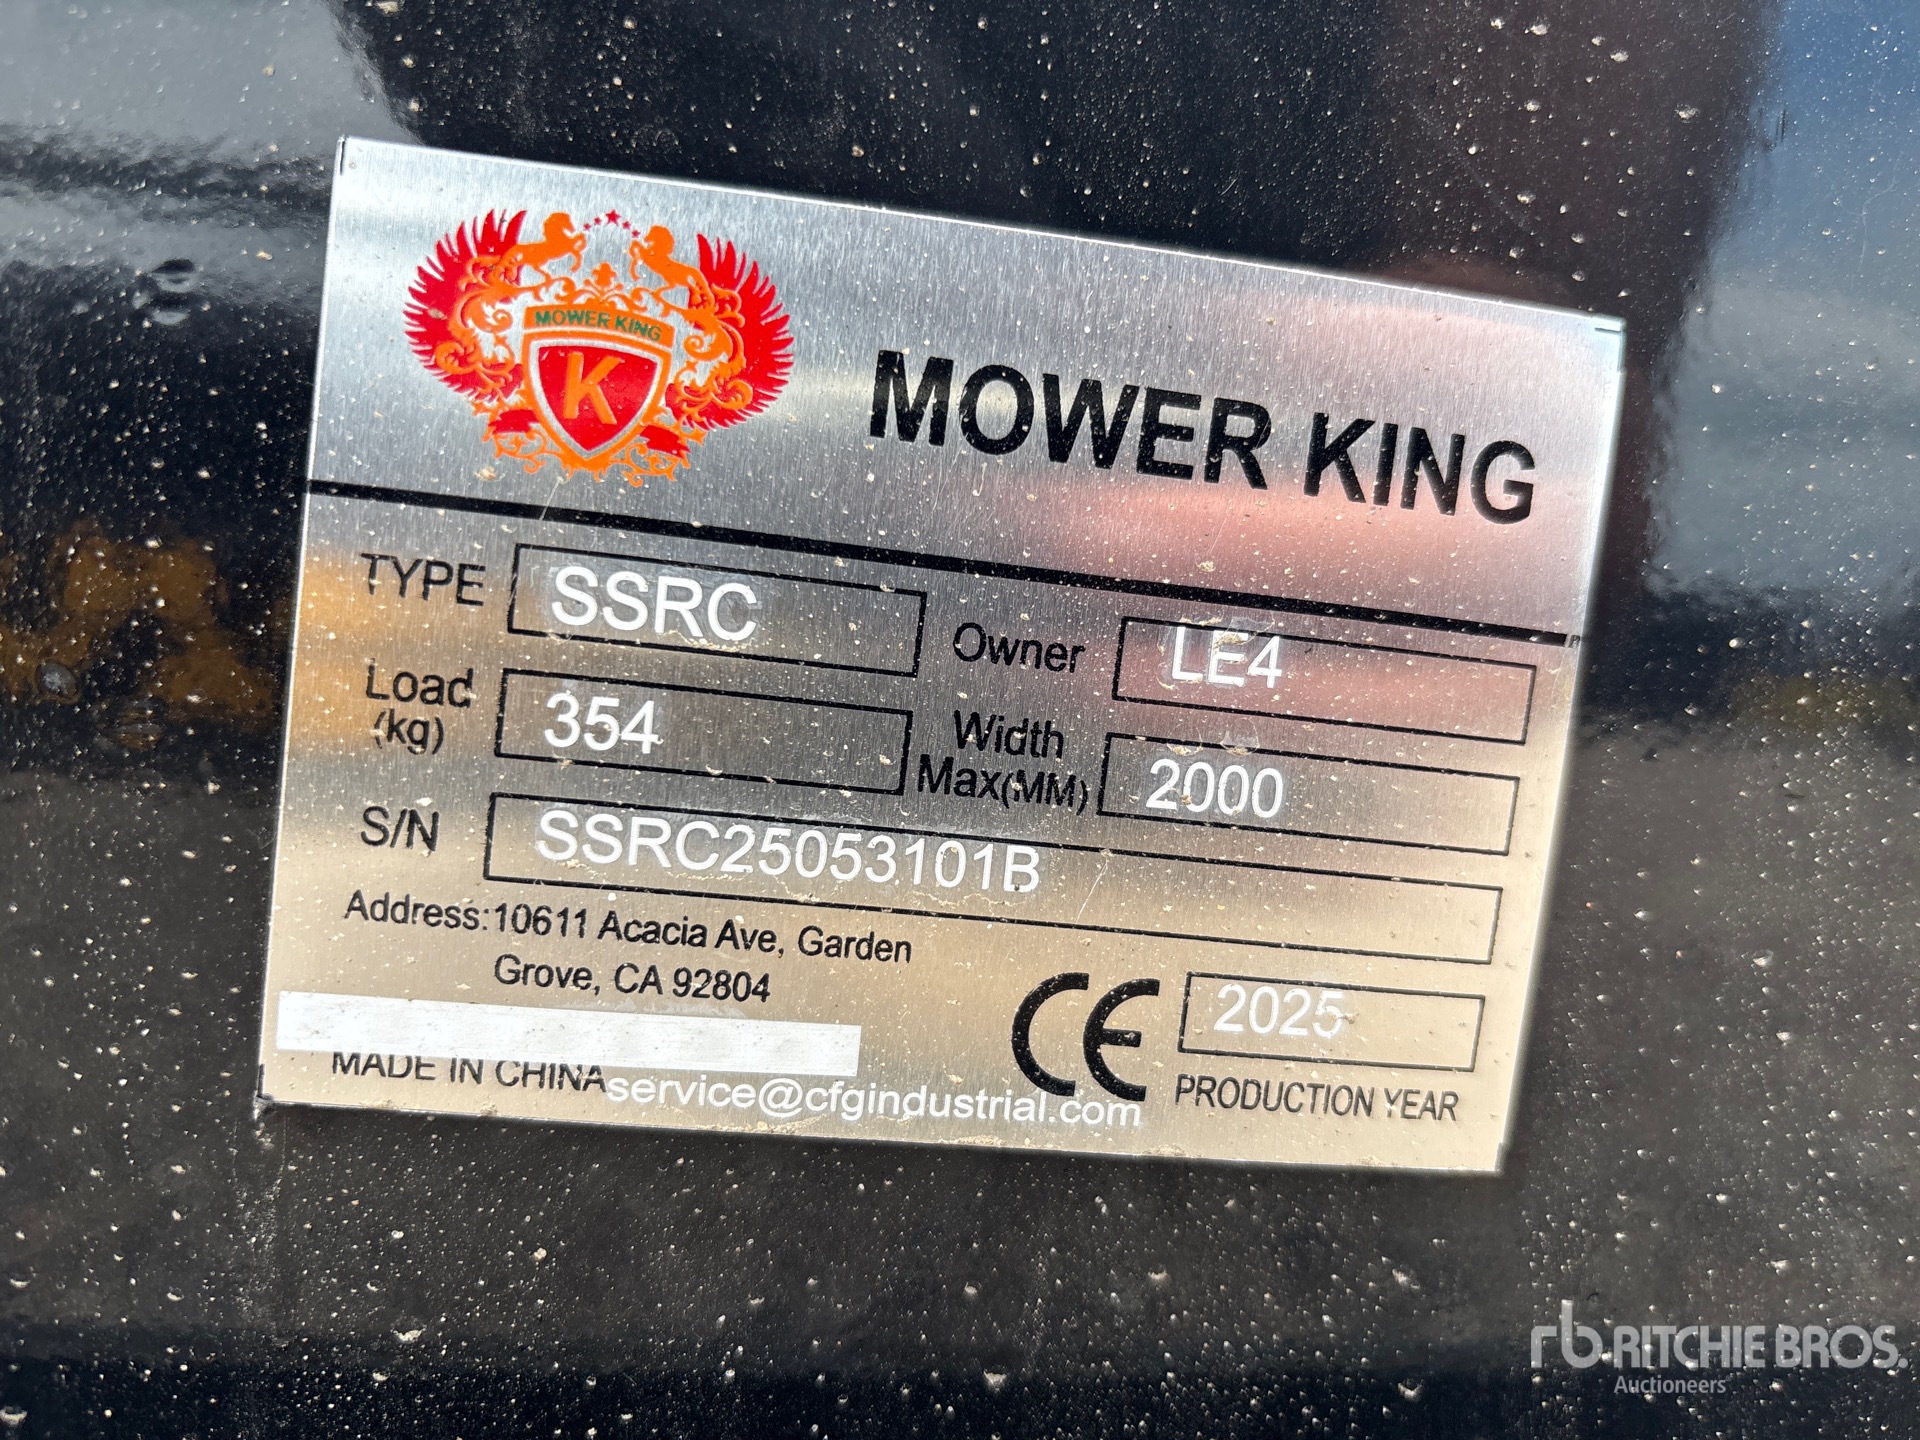 MOWER KING
K
MOWER KING
TYPE SSRC Owner LE4
Load (kg) 354 Width Max(MM) 2000
S/N SSRC25053101B
Address:10611 Acacia Ave, Garden
Grove, CA 92804
CE 2025
MADE IN CHINA service@cfgindustrial.com PRODUCTION YEAR
rb RITCHIE BROS.
Auctioneers